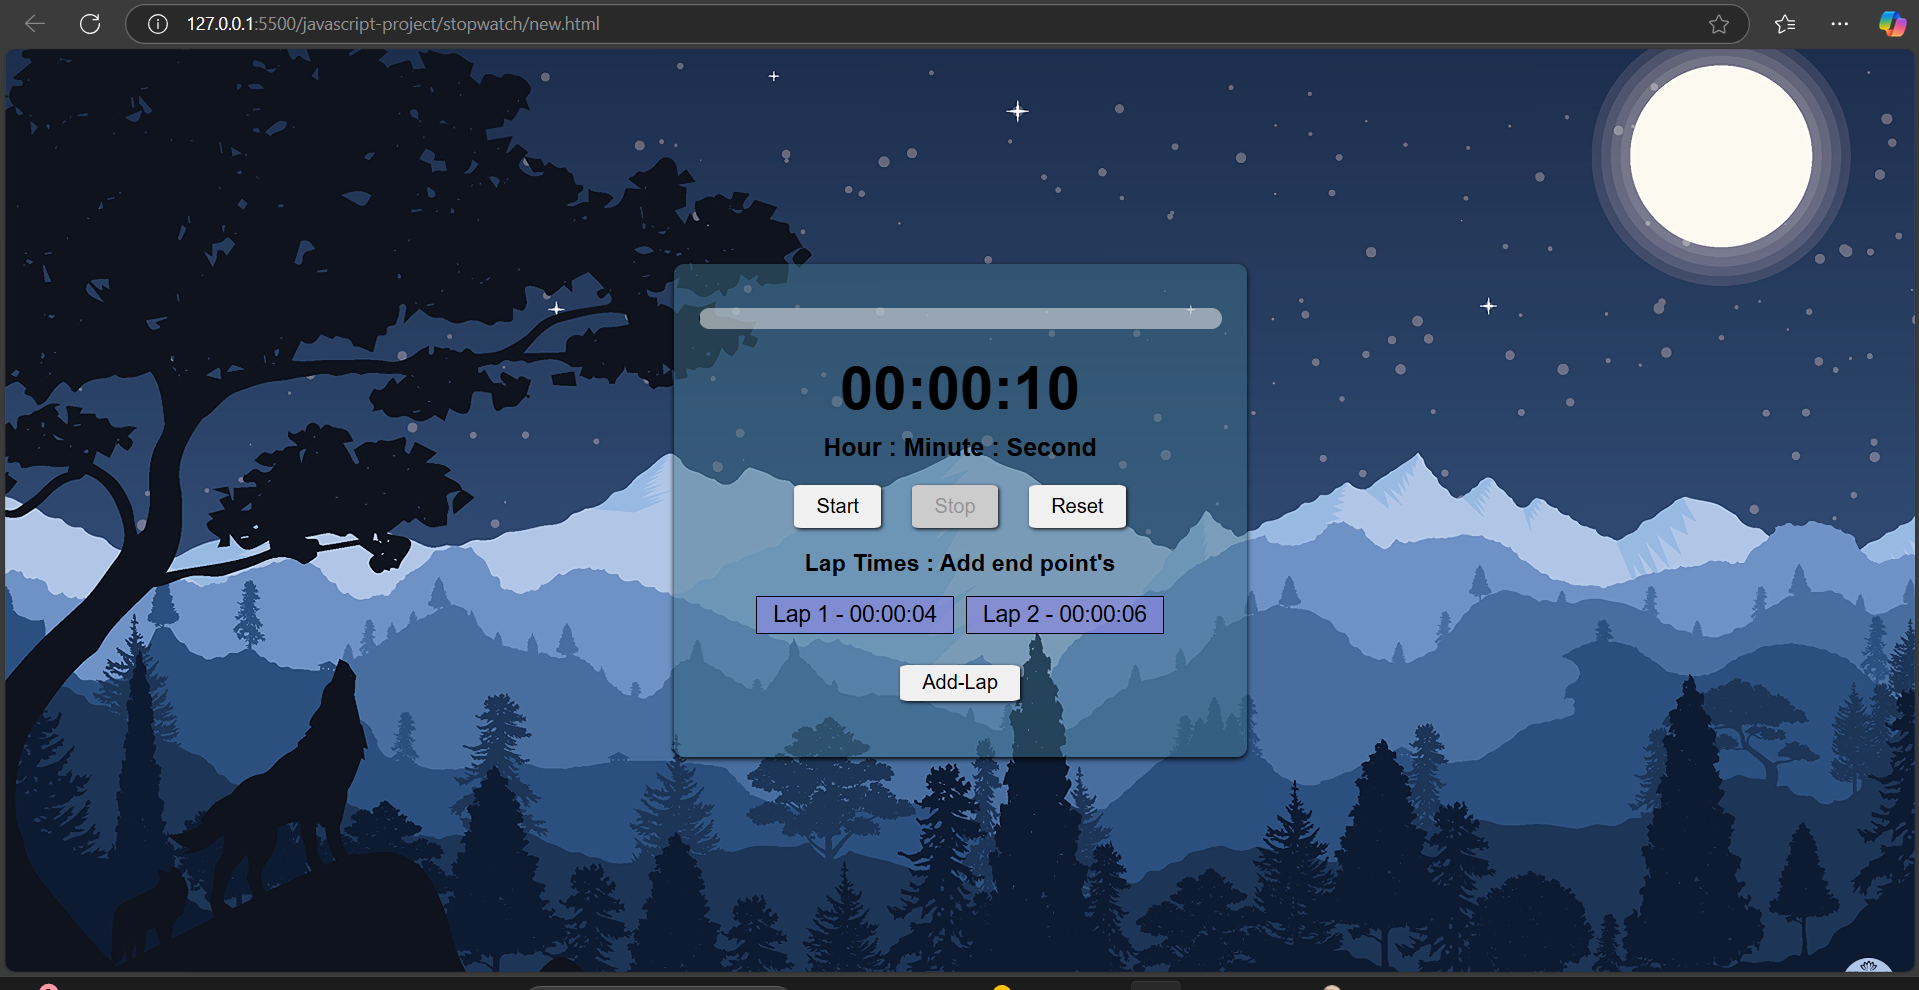 127.0.0.1:5500/javascript-project/stopwatch/new.html
00:00:10
Hour : Minute : Second
Start Stop Reset
Lap Times : Add end point's
Lap 1 - 00:00:04 Lap 2 - 00:00:06
Add-Lap